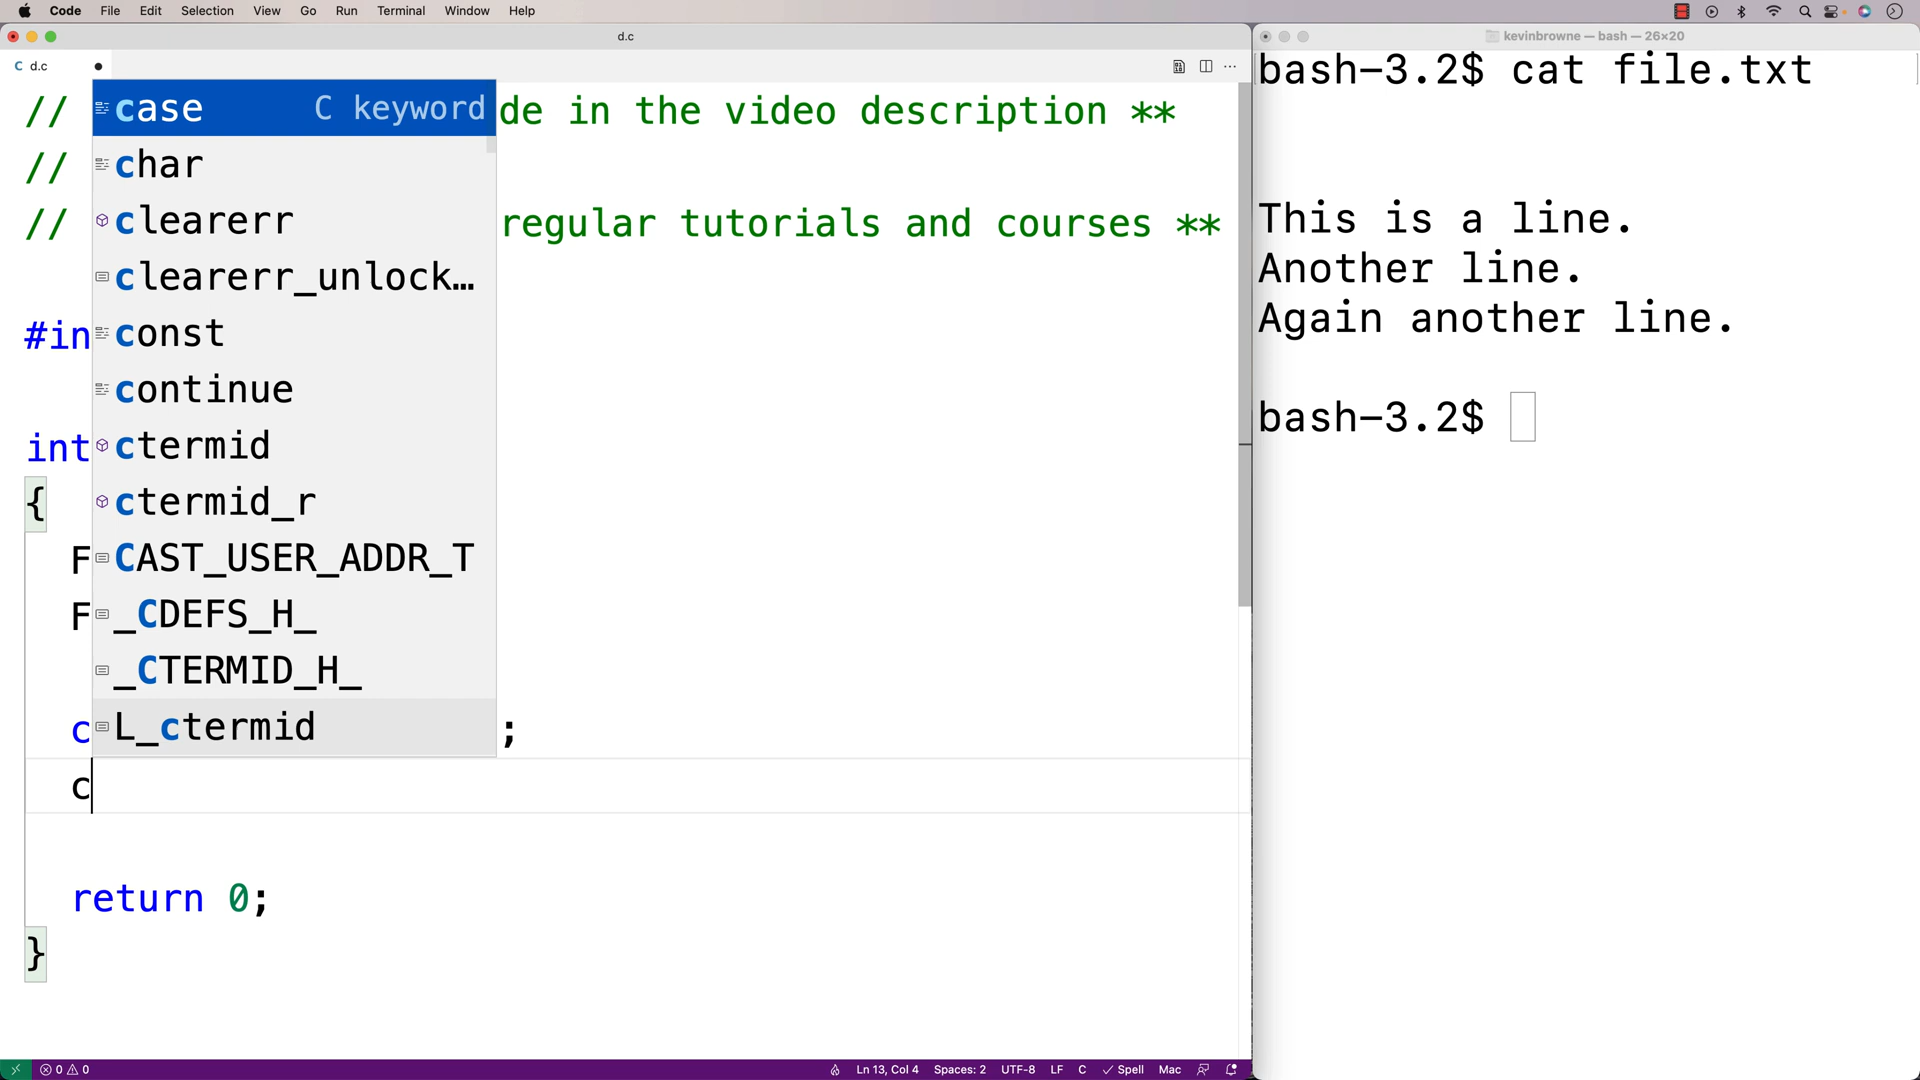 Code File Edit Selection View Go Run Terminal Window Help
d.c
C d.c
// de in the video description **
//
// regular tutorials and courses **
#in
int
{
F
F
c ;
c
return 0;
}
case C keyword
char
clearerr
clearerr_unlock…
const
continue
ctermid
ctermid_r
CAST_USER_ADDR_T
_CDEFS_H_
_CTERMID_H_
L_ctermid
0 0 Ln 13, Col 4 Spaces: 2 UTF-8 LF C Spell Mac
kevinbrowne — bash — 26×20
bash-3.2$ cat file.txt
This is a line.
Another line.
Again another line.
bash-3.2$